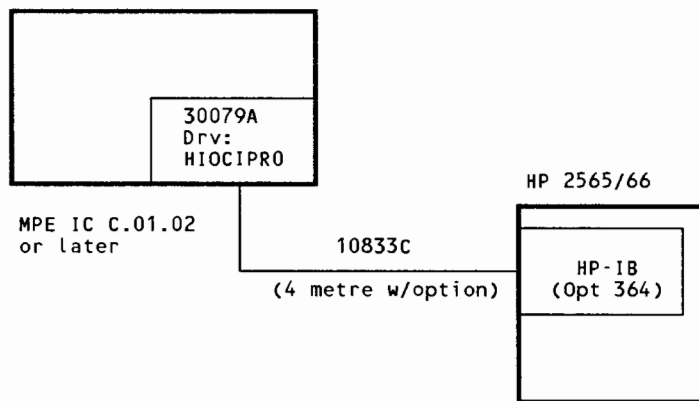 30079A
Drv:
HIOCIPRO
MPE IC C.01.02
or later
HP 2565/66
10833C
(4 metre w/option)
HP-IB
(Opt 364)